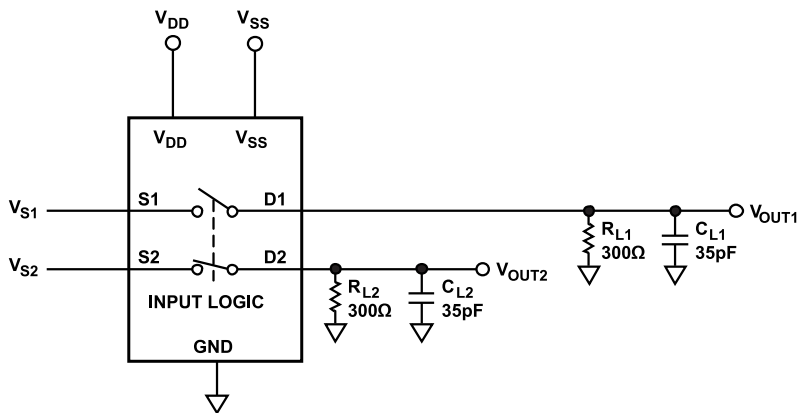 VDD
VSS
VDD
VSS
VS1
S1
D1
VOUT1
RL1
300Ω
CL1
35pF
VS2
S2
D2
VOUT2
INPUT LOGIC
RL2
300Ω
CL2
35pF
GND